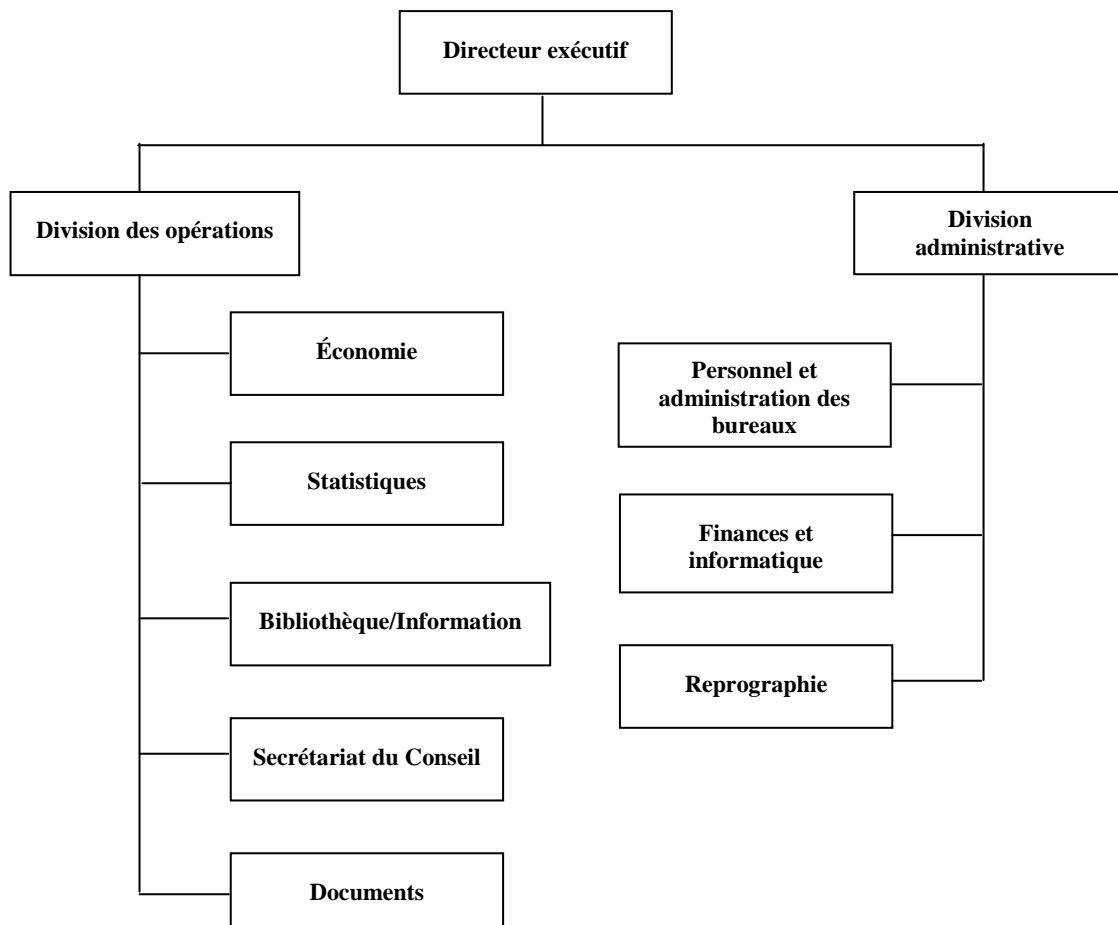 Directeur exécutif
Division des opérations
Division
administrative
Économie
Personnel et
administration des
bureaux
Statistiques
Finances et
informatique
Bibliothèque/Information
Reprographie
Secrétariat du Conseil
Documents